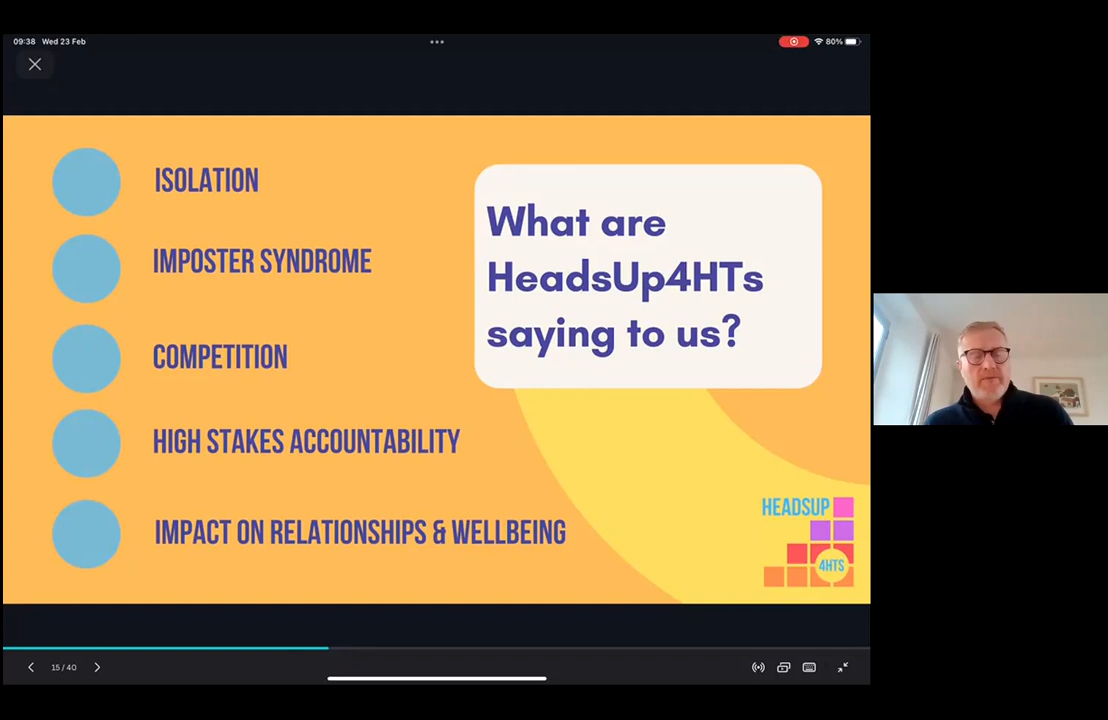 09:38 Wed 23 Feb
80%
ISOLATION
IMPOSTER SYNDROME
COMPETITION
HIGH STAKES ACCOUNTABILITY
IMPACT ON RELATIONSHIPS & WELLBEING
What are
HeadsUp4HTs
saying to us?
HEADSUP
4HTS
15 / 40